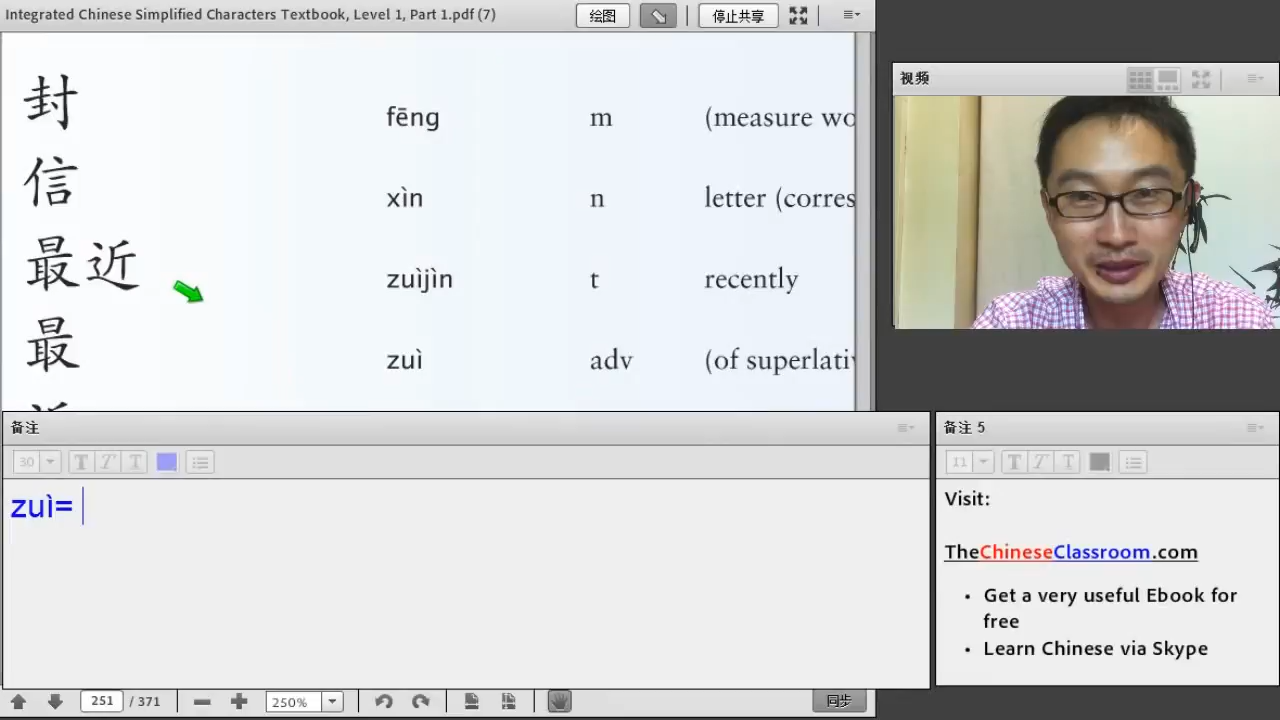 Integrated Chinese Simplified Characters Textbook, Level 1, Part 1.pdf (7)
绘图
停止共享
封 fēng m (measure wo
信 xìn n letter (corres
最近 zuìjìn t recently
最 zuì adv (of superlativ
视频
备注
30
T T T
zuì=
备注 5
11
T T T
Visit:
TheChineseClassroom.com
• Get a very useful Ebook for
free
• Learn Chinese via Skype
251 / 371
250%
同步